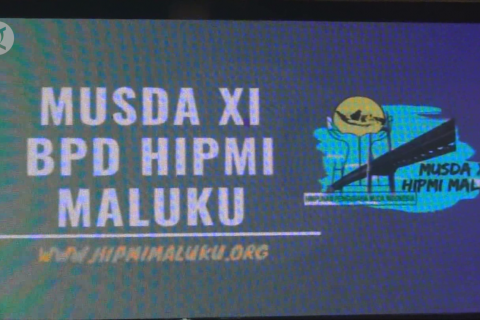 MUSDA XI
BPD HIPMI
MALUKU
WWW.HIPMIMALUKU.ORG
MUSDA X
HIPMI MAL